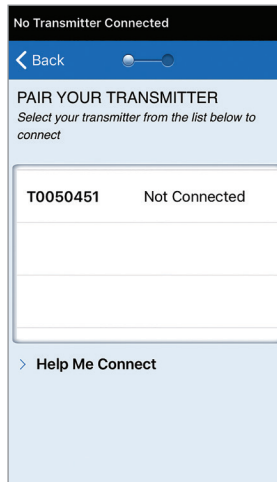 No Transmitter Connected
Back
PAIR YOUR TRANSMITTER
Select your transmitter from the list below to
connect
T0050451 Not Connected
Help Me Connect